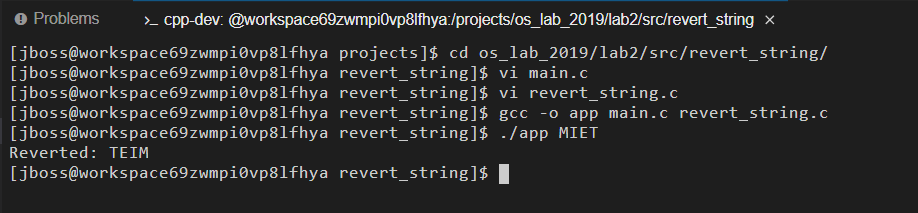 Problems
>_ cpp-dev: @workspace69zwmpi0vp8lfhya:/projects/os_lab_2019/lab2/src/revert_string ×
[jboss@workspace69zwmpi0vp8lfhya projects]$ cd os_lab_2019/lab2/src/revert_string/
[jboss@workspace69zwmpi0vp8lfhya revert_string]$ vi main.c
[jboss@workspace69zwmpi0vp8lfhya revert_string]$ vi revert_string.c
[jboss@workspace69zwmpi0vp8lfhya revert_string]$ gcc -o app main.c revert_string.c
[jboss@workspace69zwmpi0vp8lfhya revert_string]$ ./app MIET
Reverted: TEIM
[jboss@workspace69zwmpi0vp8lfhya revert_string]$